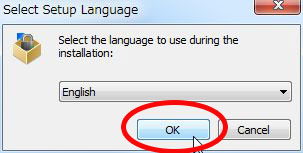 Select Setup Language
Select the language to use during the
installation:
English
OK
Cancel